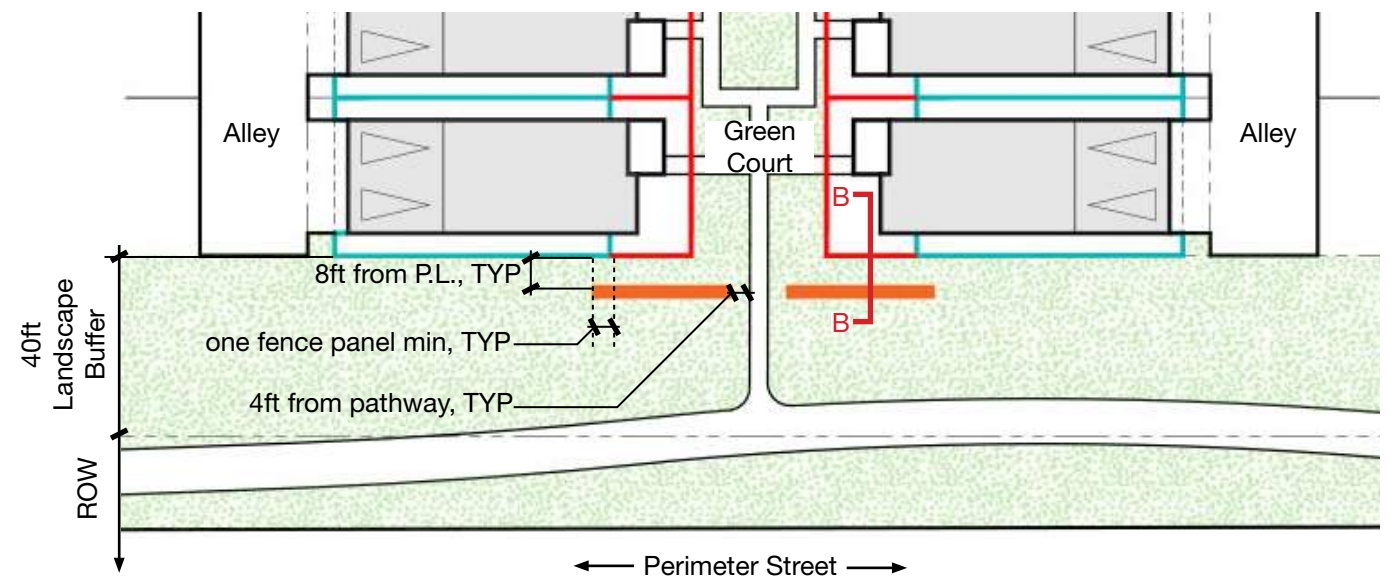 Alley
Green
Court
Alley
B
8ft from P.L., TYP
B
one fence panel min, TYP
4ft from pathway, TYP
40ft
Landscape
Buffer
ROW
Perimeter Street